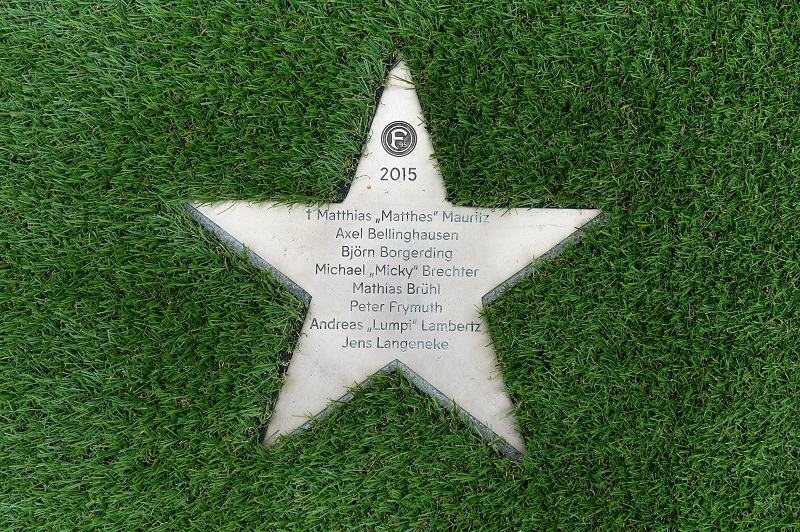 F95
2015
† Matthias „Matthes“ Mauritz
Axel Bellinghausen
Björn Borgerding
Michael „Micky“ Brechter
Mathias Brühl
Peter Frymuth
Andreas „Lumpi“ Lambertz
Jens Langeneke